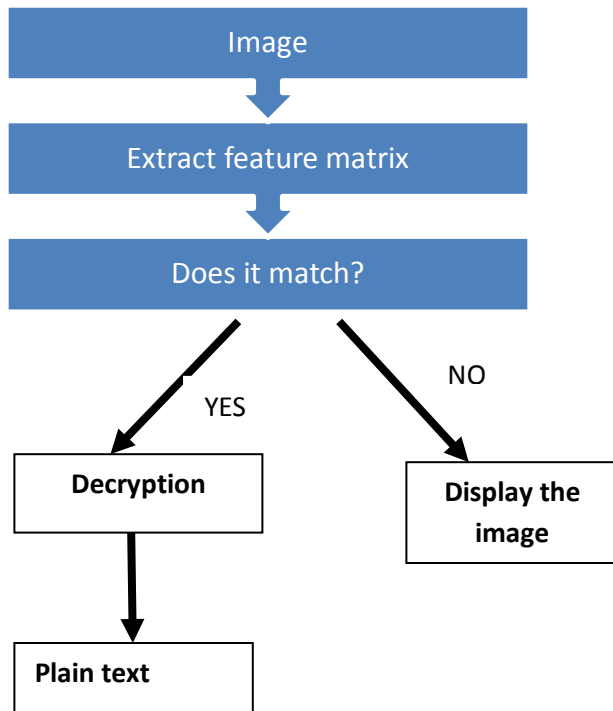 Image
Extract feature matrix
Does it match?
NO
YES
Decryption
Display the
image
Plain text